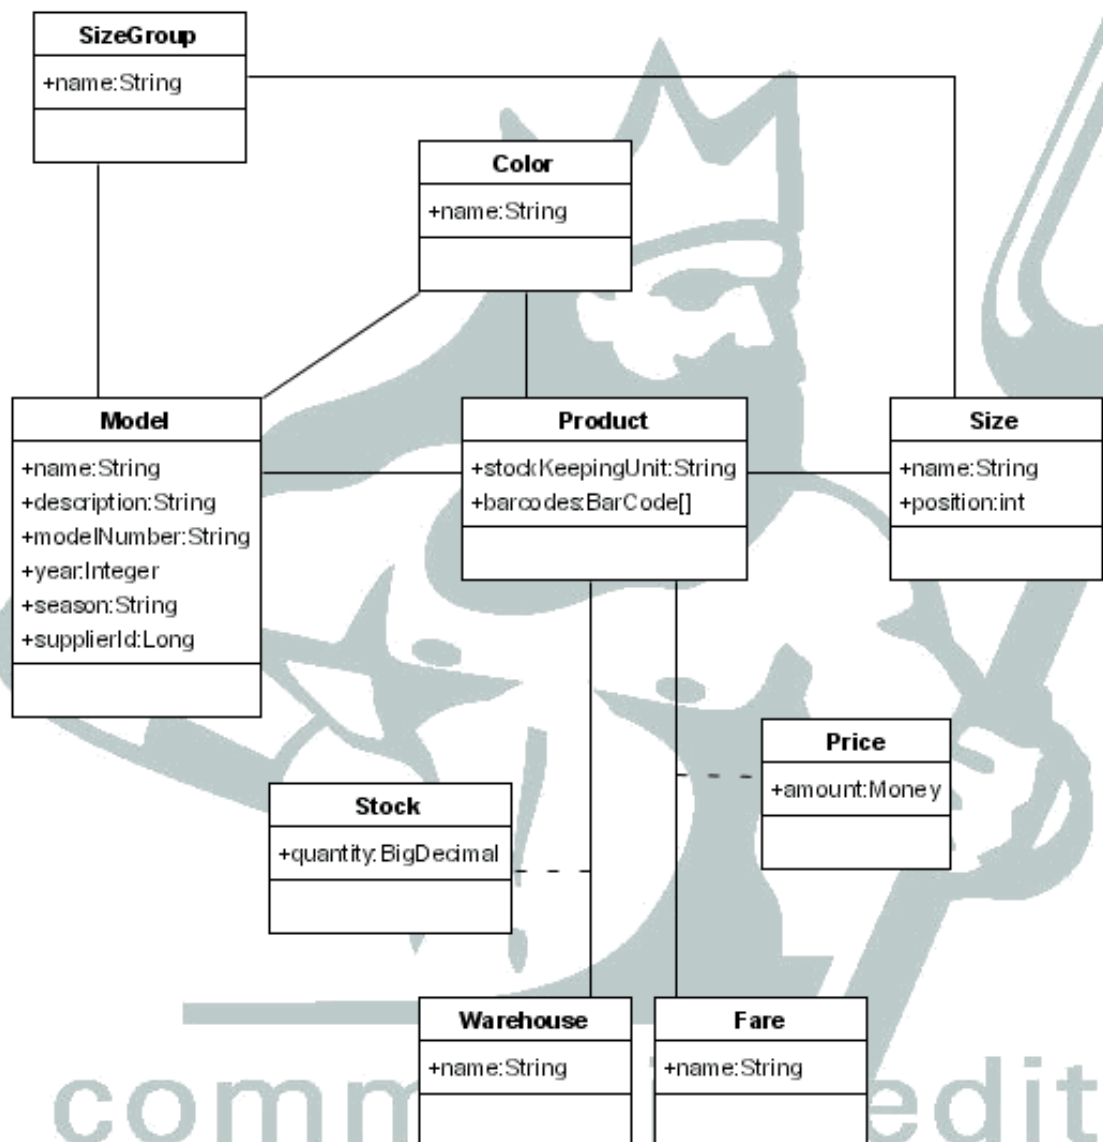 SizeGroup
+name:String
Color
+name:String
Model
+name:String
+description:String
+modelNumber:String
+year:Integer
+season:String
+supplierId:Long
Product
+stockKeepingUnit:String
+barcodes:BarCode[]
Size
+name:String
+position:int
Price
+amount:Money
Stock
+quantity:BigDecimal
Warehouse
+name:String
Fare
+name:String
edit